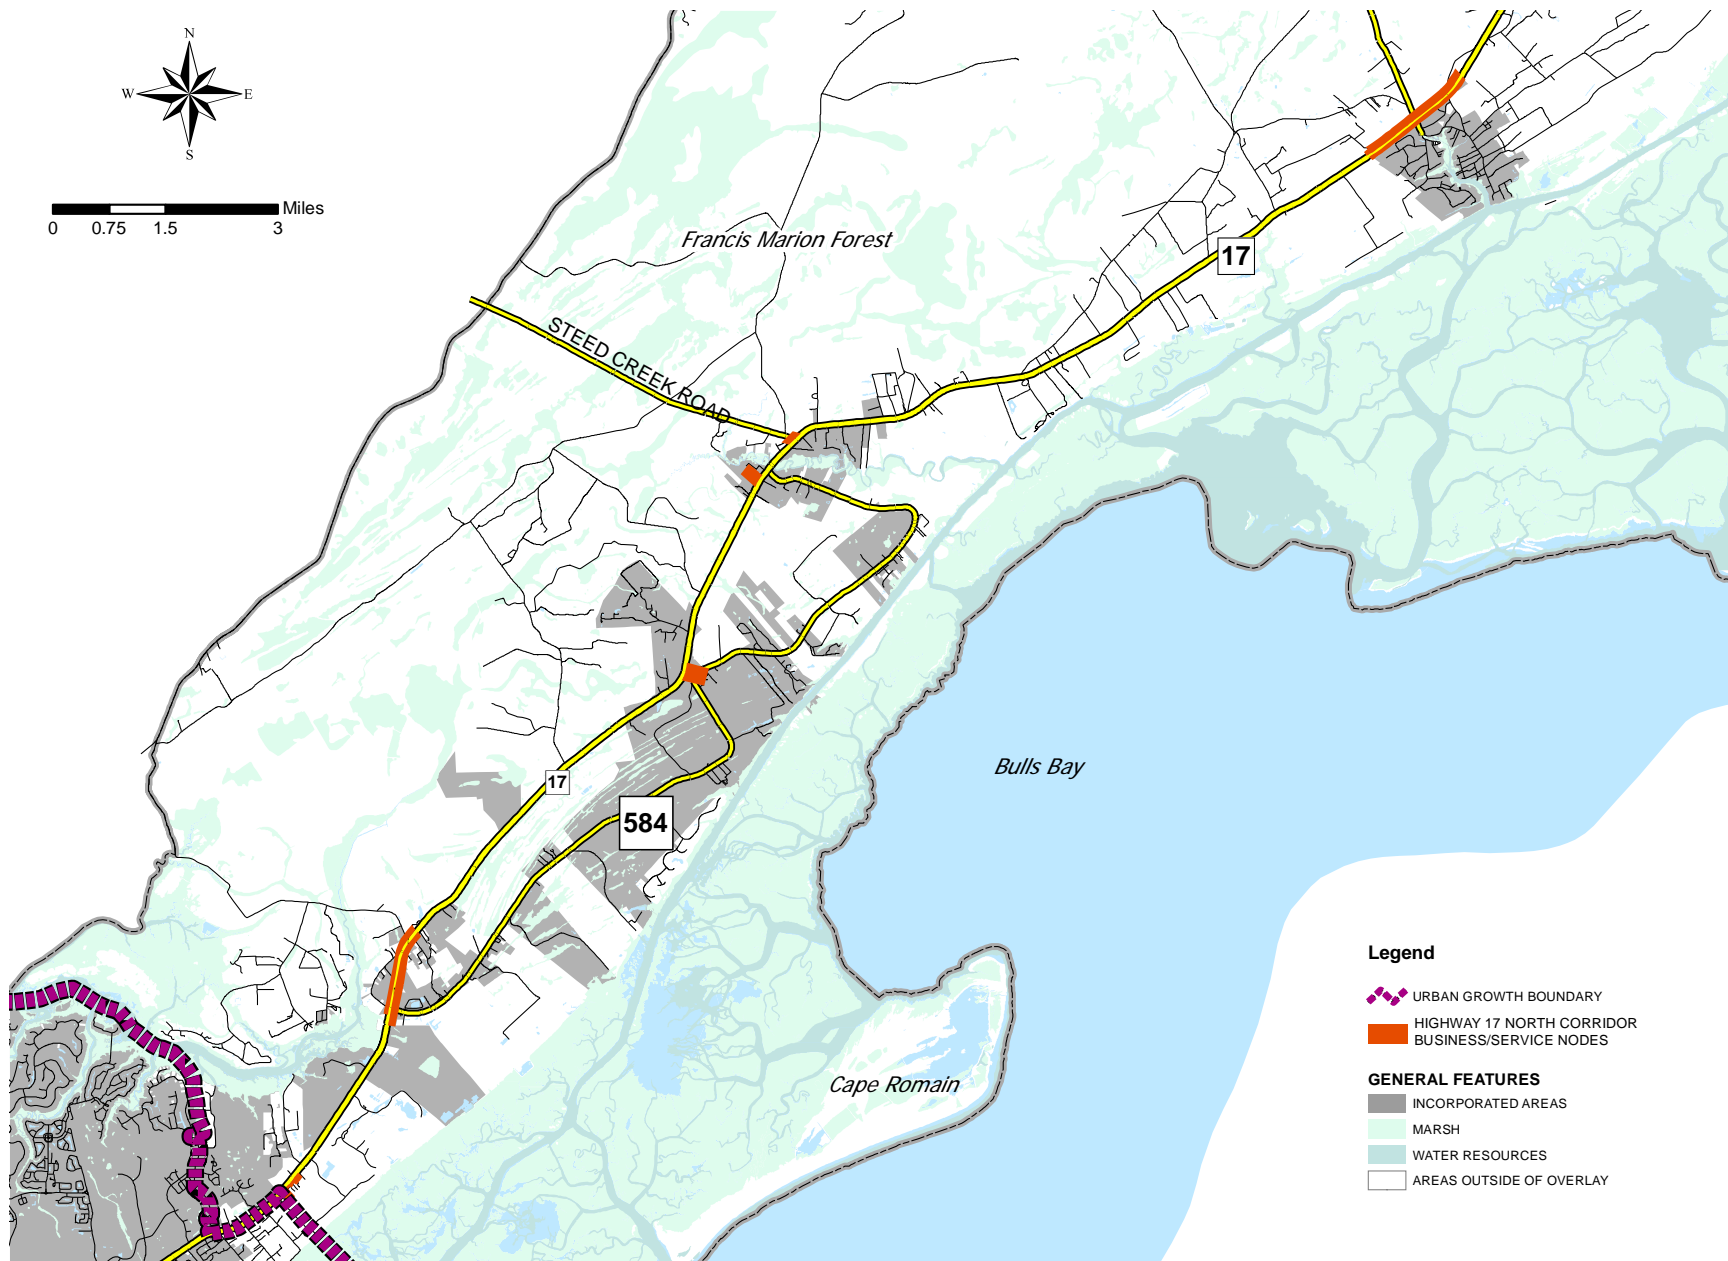 N
W E
S
Miles
0 0.75 1.5 3
Francis Marion Forest
17
STEED CREEK ROAD
17
Bulls Bay
584
Cape Romain
Legend
URBAN GROWTH BOUNDARY
HIGHWAY 17 NORTH CORRIDOR
BUSINESS/SERVICE NODES
GENERAL FEATURES
INCORPORATED AREAS
MARSH
WATER RESOURCES
AREAS OUTSIDE OF OVERLAY